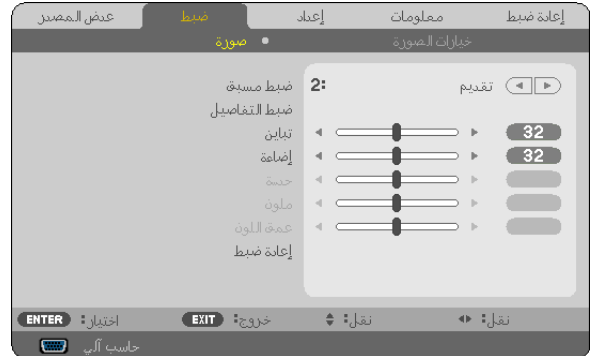 عرض المصدر ضبط إعداد معلومات إعادة ضبط
صورة خيارات الصورة
ضبط مسبق 2: تقديم
ضبط التفاصيل
تباين 32
إضاءة 32
حدة
ملون
عمق اللون
إعادة ضبط
ENTER اختيار: EXIT خروج: نقل: نقل:
حاسب آلي